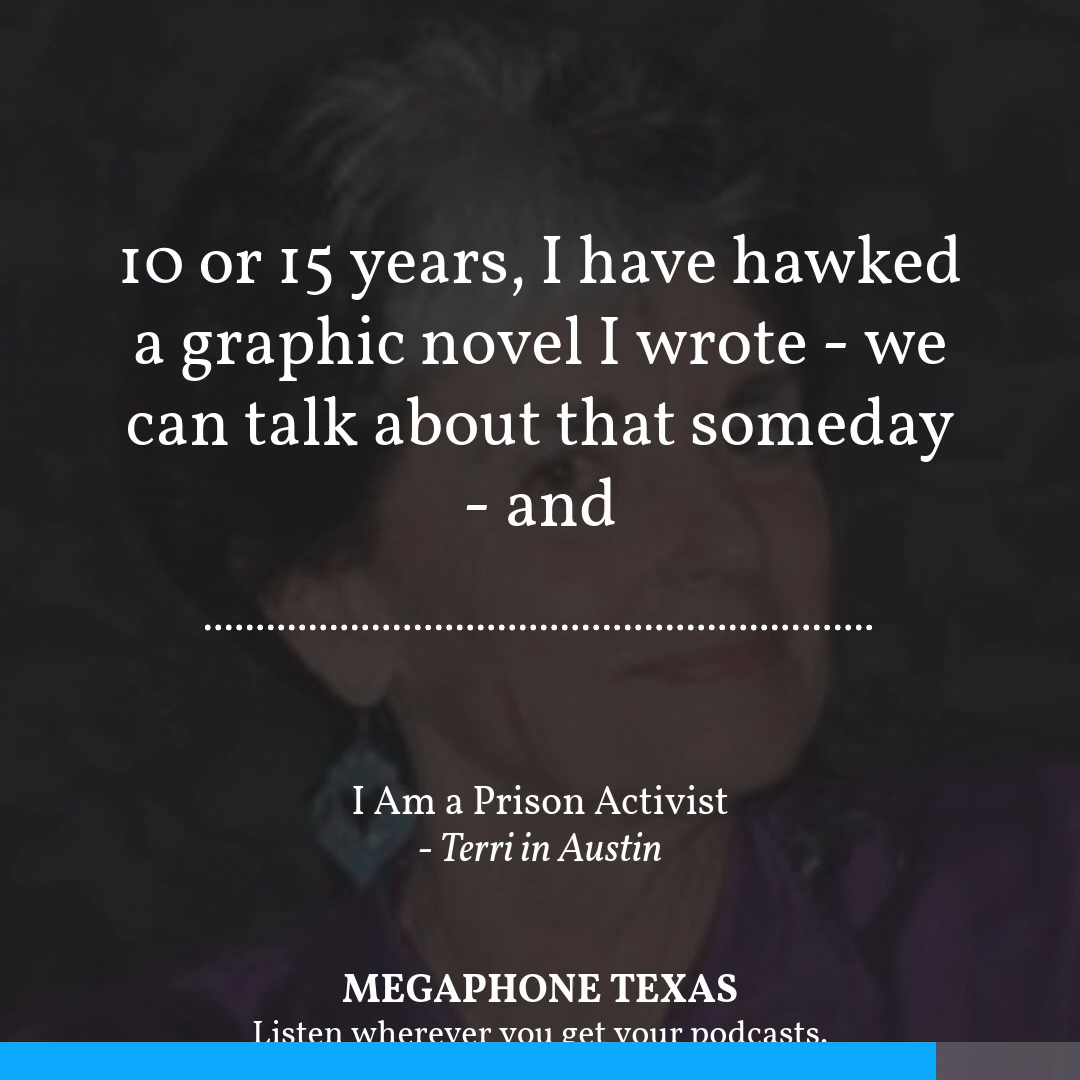 10 or 15 years, I have hawked
a graphic novel I wrote - we
can talk about that someday
- and
I Am a Prison Activist
- Terri in Austin
MEGAPHONE TEXAS
Listen wherever you get your podcasts.